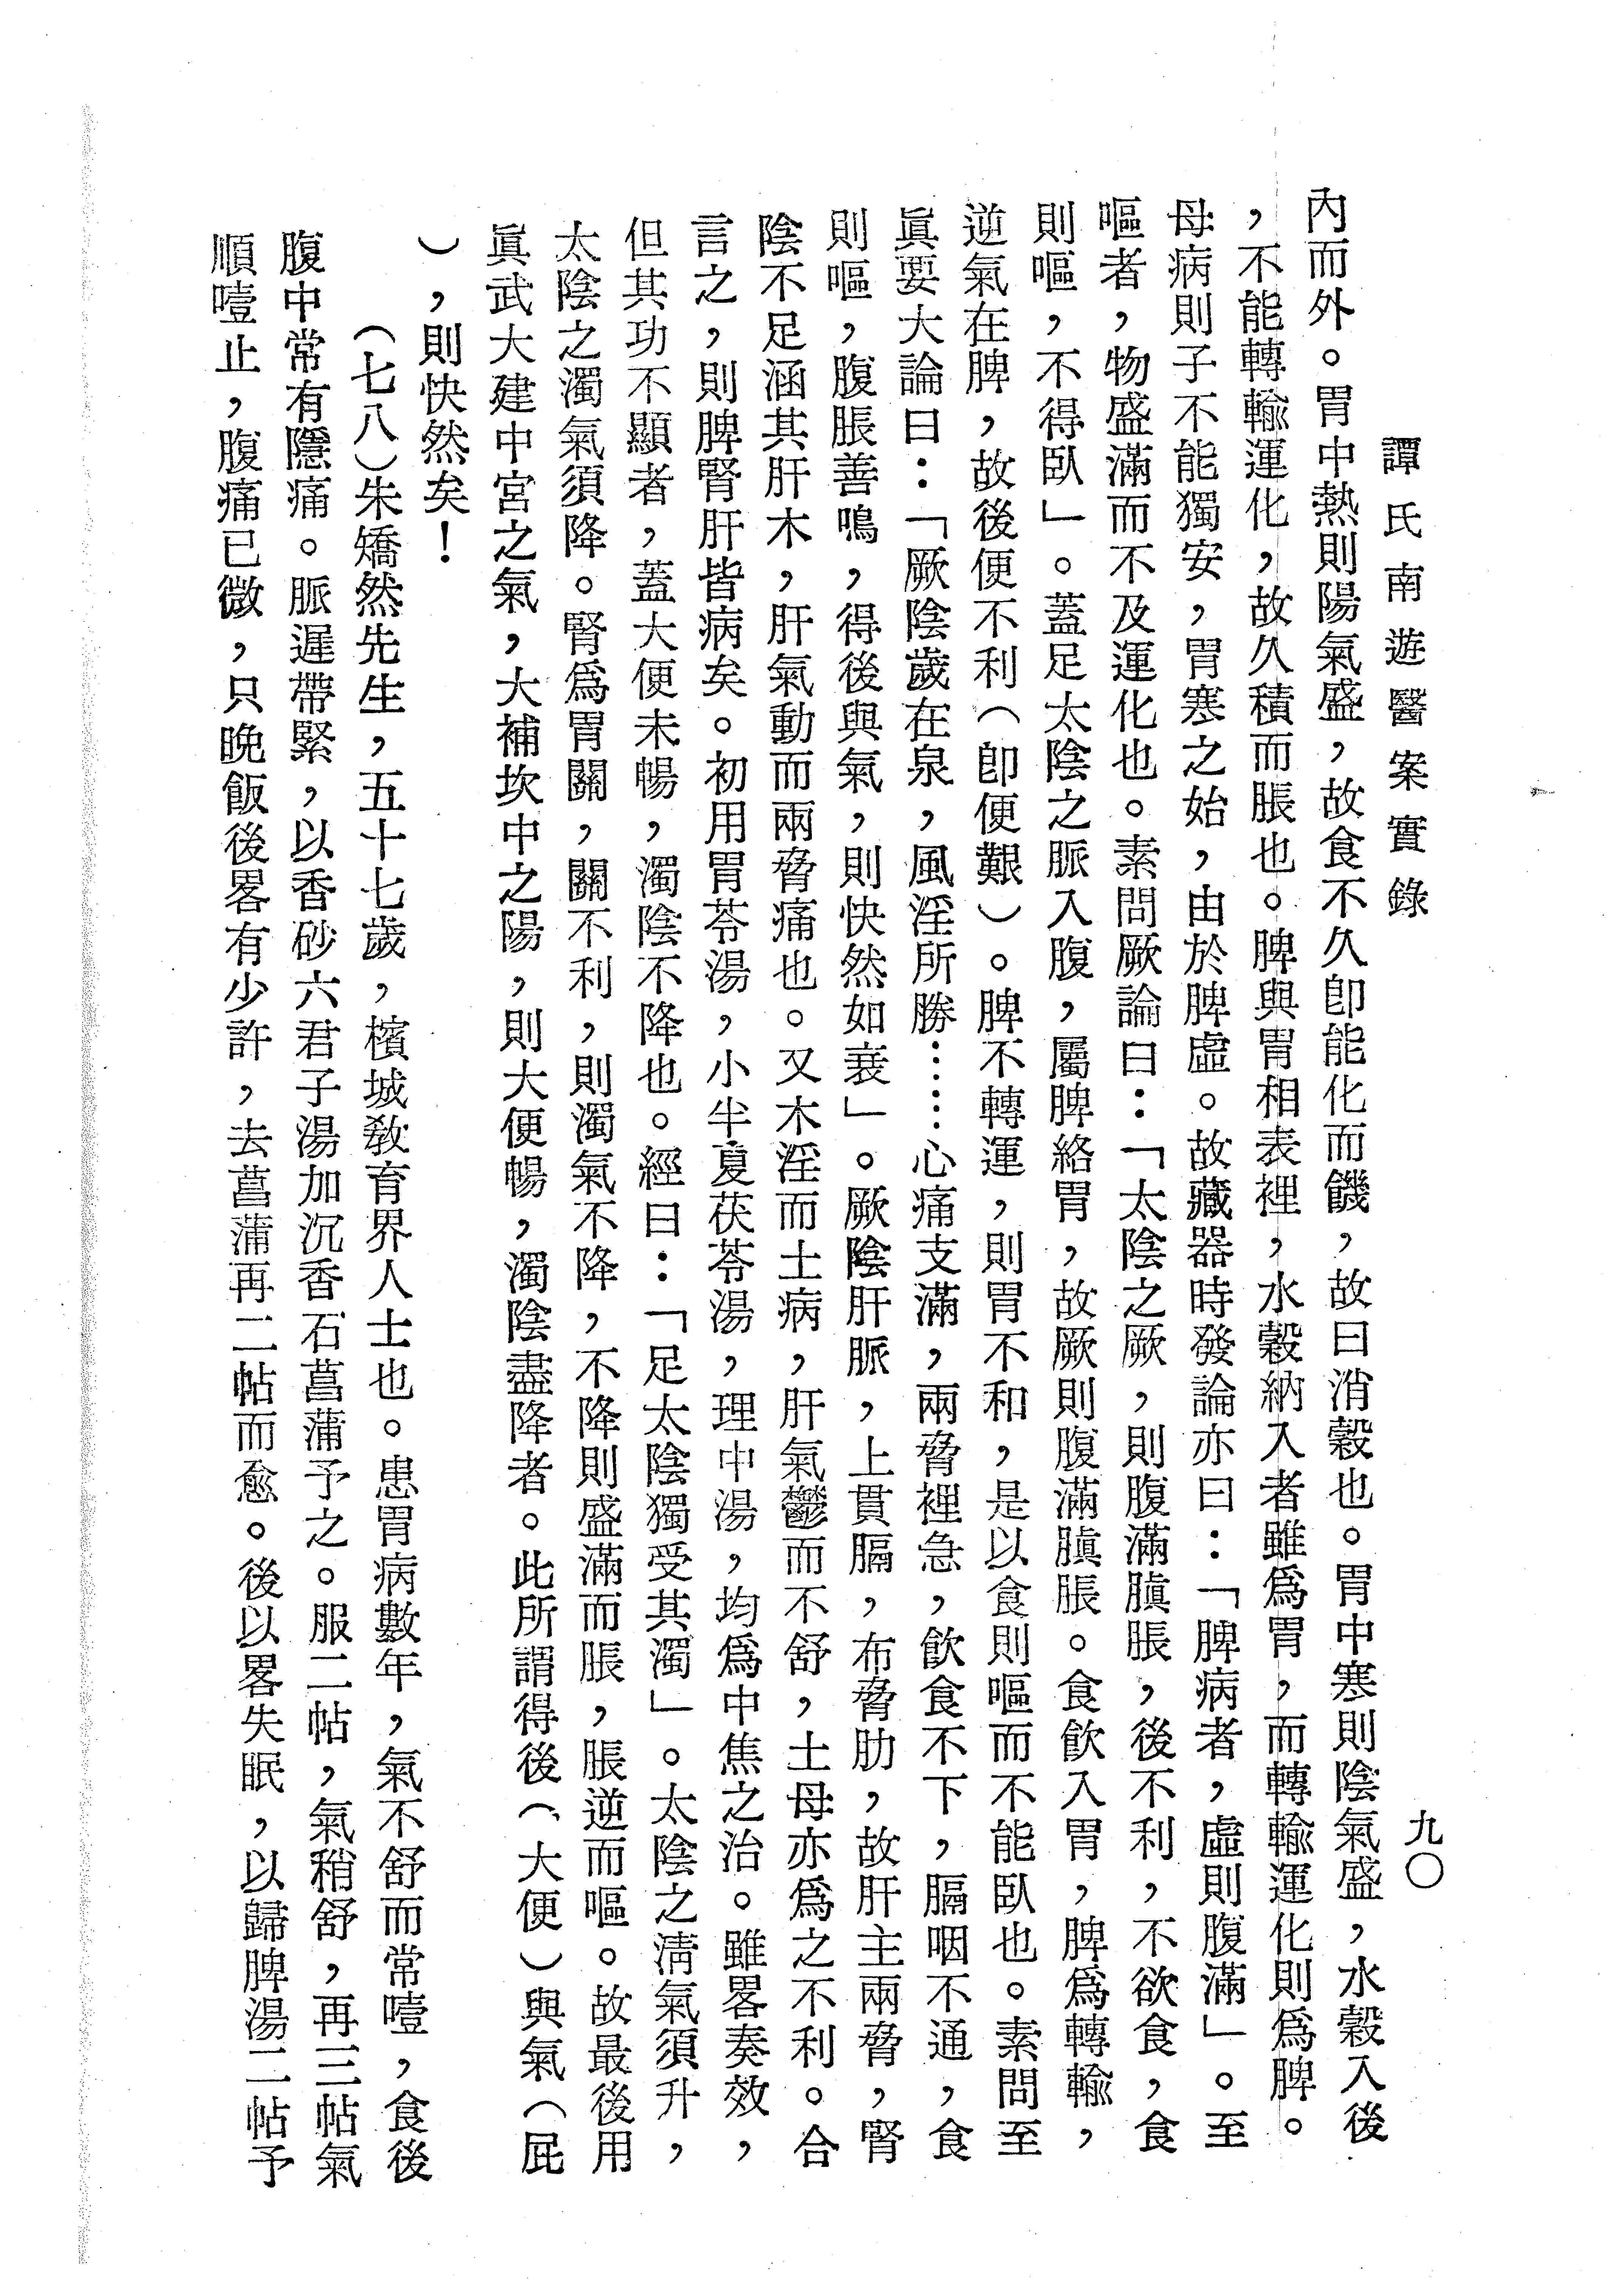 譚氏南遊醫案實錄
九〇
內而外。胃中熱則陽氣盛，故食不久卽能化而饑，故曰消穀也。胃中寒則陰氣盛，水穀入後
，不能轉輸運化，故久積而脹也。脾與胃相表裡，水穀納入者雖爲胃，而轉輸運化則爲脾。
母病則子不能獨安，胃寒之始，由於脾虛。故藏器時發論亦曰：「脾病者，虛則腹滿」。至
嘔者，物盛滿而不及運化也。素問厥論曰：「太陰之厥，則腹滿䐜脹，後不利，不欲食，食
則嘔，不得臥」。蓋足太陰之脈入腹，屬脾絡胃，故厥則腹滿䐜脹。食飮入胃，脾爲轉輸，
逆氣在脾，故後便不利（卽便艱）。脾不轉運，則胃不和，是以食則嘔而不能臥也。素問至
眞要大論曰：「厥陰歲在泉，風淫所勝……心痛支滿，兩脅裡急，飮食不下，膈咽不通，食
則嘔，腹脹善鳴，得後與氣，則快然如衰」。厥陰肝脈，上貫膈，布脅肋，故肝主兩脅，腎
陰不足涵其肝木，肝氣動而兩脅痛也。又木淫而土病，肝氣鬱而不舒，土母亦爲之不利。合
言之，則脾腎肝皆病矣。初用胃苓湯，小半夏茯苓湯，理中湯，均爲中焦之治。雖畧奏效，
但其功不顯者，蓋大便未暢，濁陰不降也。經曰：「足太陰獨受其濁」。太陰之淸氣須升，
太陰之濁氣須降。腎爲胃關，關不利，則濁氣不降，不降則盛滿而脹，脹逆而嘔。故最後用
眞武大建中宮之氣，大補坎中之陽，則大便暢，濁陰盡降者。此所謂得後（大便）與氣（屁
），則快然矣！
（七八）朱矯然先生，五十七歲，檳城敎育界人士也。患胃病數年，氣不舒而常噎，食後
腹中常有隱痛。脈遲帶緊，以香砂六君子湯加沉香石菖蒲予之。服二帖，氣稍舒，再三帖氣
順噎止，腹痛已微，只晚飯後畧有少許，去菖蒲再二帖而愈。後以畧失眠，以歸脾湯二帖予